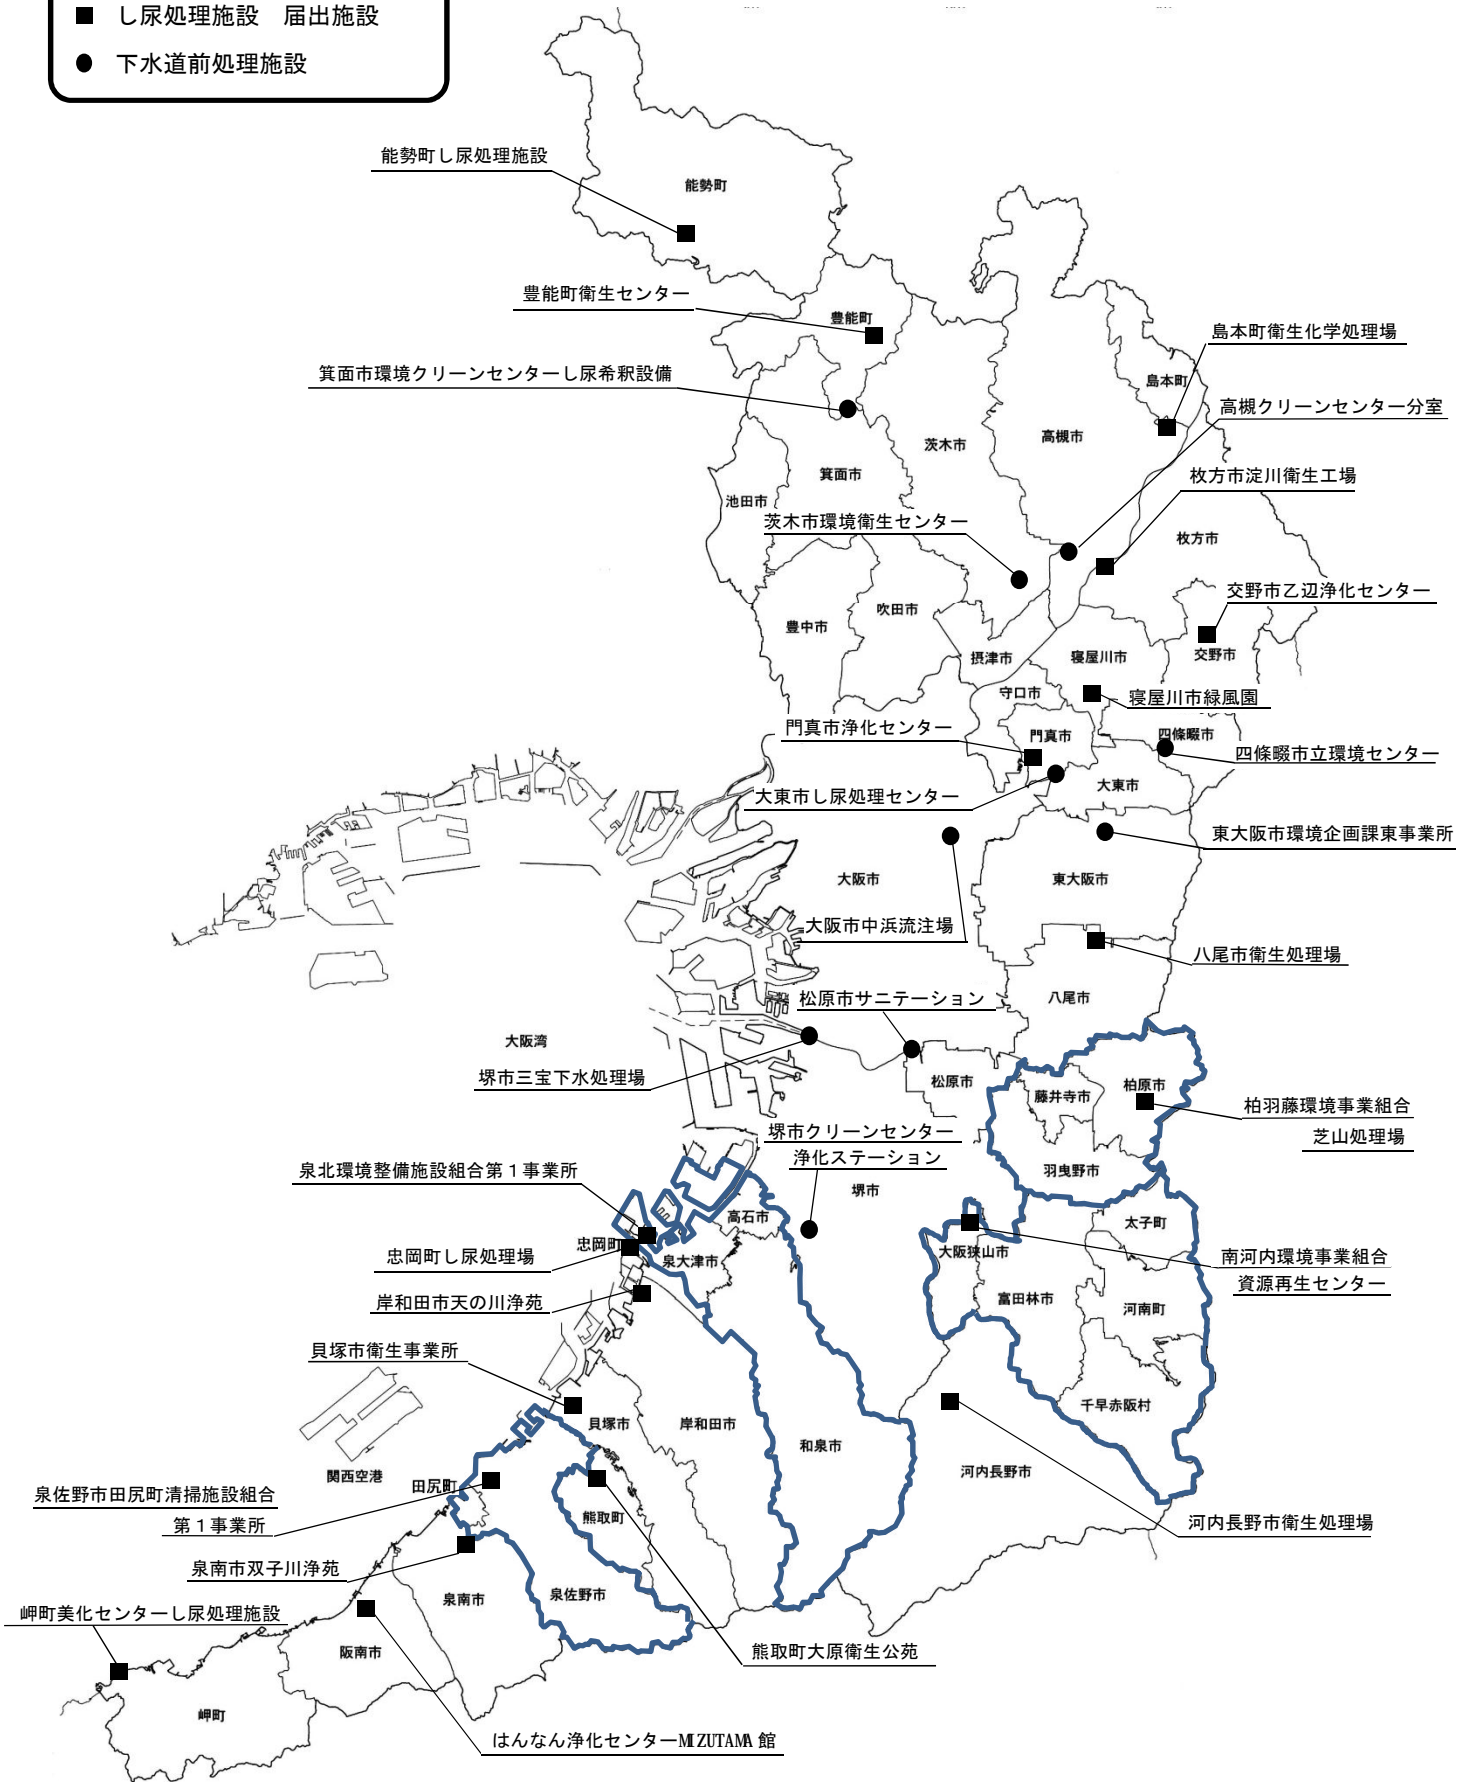 し尿処理施設　届出施設
下水道前処理施設
能勢町し尿処理施設
能勢町
豊能町衛生センター
豊能町
島本町衛生化学処理場
箕面市環境クリーンセンターし尿希釈設備
島本町
高槻クリーンセンター分室
高槻市
茨木市
箕面市
枚方市淀川衛生工場
池田市
茨木市環境衛生センター
枚方市
交野市乙辺浄化センター
吹田市
豊中市
摂津市
寝屋川市
交野市
守口市
寝屋川市緑風園
門真市浄化センター
門真市
四條畷市
四條畷市立環境センター
大東市
大東市し尿処理センター
東大阪市環境企画課東事業所
大阪市
東大阪市
大阪市中浜流注場
八尾市衛生処理場
松原市サニテーション
八尾市
大阪湾
堺市三宝下水処理場
松原市
藤井寺市
柏原市
柏羽藤環境事業組合
芝山処理場
堺市クリーンセンター
浄化ステーション
泉北環境整備施設組合第１事業所
羽曳野市
堺市
高石市
太子町
忠岡町
忠岡町し尿処理場
泉大津市
大阪狭山市
南河内環境事業組合
資源再生センター
岸和田市天の川浄苑
富田林市
河南町
貝塚市衛生事業所
千早赤阪村
貝塚市
岸和田市
和泉市
河内長野市
関西空港
田尻町
泉佐野市田尻町清掃施設組合
第１事業所
熊取町
河内長野市衛生処理場
泉南市双子川浄苑
泉南市
泉佐野市
岬町美化センターし尿処理施設
阪南市
熊取町大原衛生公苑
岬町
はんなん浄化センターMIZUTAMA館